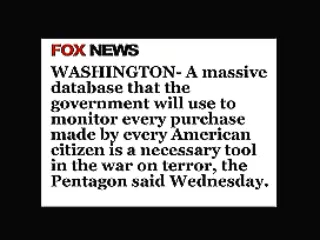 FOX NEWS
WASHINGTON- A massive
database that the
government will use to
monitor every purchase
made by every American
citizen is a necessary tool
in the war on terror, the
Pentagon said Wednesday.